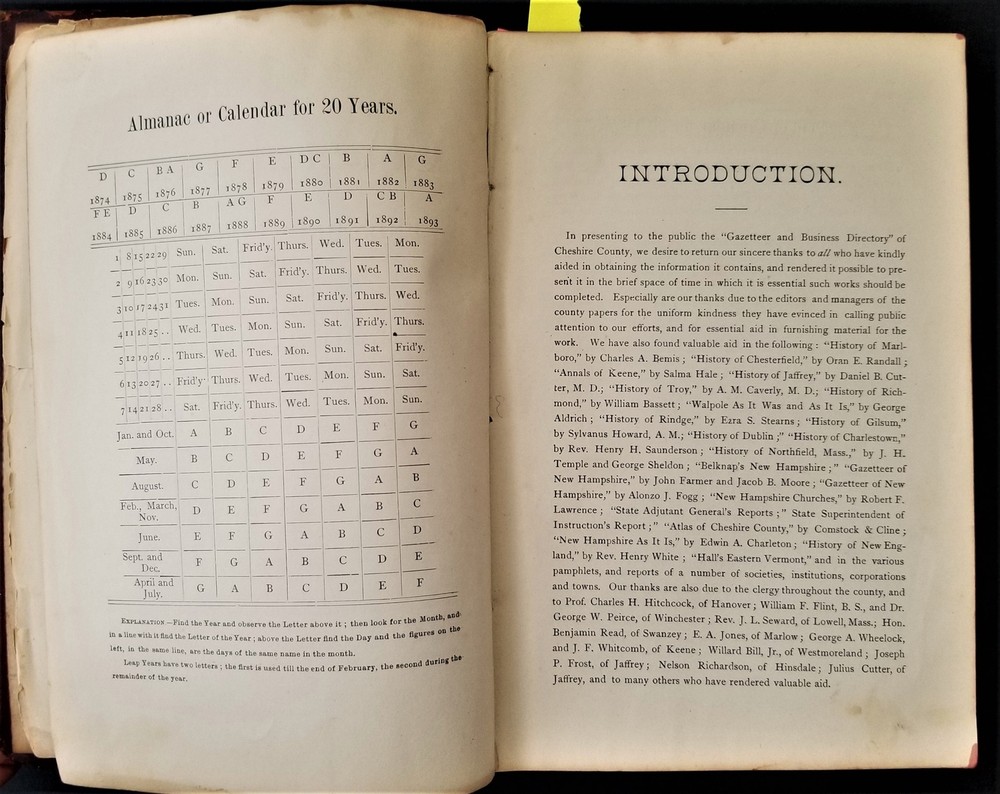 Almanac or Calendar for 20 Years.
D C B A G F E D C B A G
1874 1875 1876 1877 1878 1879 1880 1881 1882 1883
F E D C B A G F E D C B A
1884 1885 1886 1887 1888 1889 1890 1891 1892 1893
1 8 15 22 29 Sun. Sat. Frid'y. Thurs. Wed. Tues. Mon.
2 9 16 23 30 Mon. Sun. Sat. Frid'y. Thurs. Wed. Tues.
3 10 17 24 31 Tues. Mon. Sun. Sat. Frid'y. Thurs. Wed.
4 11 18 25 .. Wed. Tues. Mon. Sun. Sat. Frid'y. Thurs.
5 12 19 26 .. Thurs. Wed. Tues. Mon. Sun. Sat. Frid'y.
6 13 20 27 .. Frid'y. Thurs. Wed. Tues. Mon. Sun. Sat.
7 14 21 28 .. Sat. Frid'y. Thurs. Wed. Tues. Mon. Sun.
Jan. and Oct. A B C D E F G
May. B C D E F G A
August. C D E F G A B
Feb., March,
Nov. D E F G A B C
June. E F G A B C D
Sept. and
Dec. F G A B C D E
April and
July. G A B C D E F
EXPLANATION.—Find the Year and observe the Letter above it ; then look for the Month, and
in a line with it find the Letter of the Year ; above the Letter find the Day and the figures on the
left, in the same line, are the days of the same name in the month.
Leap Years have two letters ; the first is used till the end of February, the second during the
remainder of the year.
INTRODUCTION.
In presenting to the public the "Gazetteer and Business Directory" of
Cheshire County, we desire to return our sincere thanks to all who have kindly
aided in obtaining the information it contains, and rendered it possible to pre-
sent it in the brief space of time in which it is essential such works should be
completed. Especially are our thanks due to the editors and managers of the
county papers for the uniform kindness they have evinced in calling public
attention to our efforts, and for essential aid in furnishing material for the
work. We have also found valuable aid in the following : "History of Marl-
boro," by Charles A. Bemis ; "History of Chesterfield," by Oran E. Randall ;
"Annals of Keene," by Salma Hale ; "History of Jaffrey," by Daniel B. Cut-
ter, M. D.; "History of Troy," by A. M. Caverly, M. D.; "History of Rich-
mond," by William Bassett ; "Walpole As It Was and As It Is," by George
Aldrich ; "History of Rindge," by Ezra S. Stearns ; "History of Gilsum,"
by Sylvanus Howard, A. M.; "History of Dublin ;" "History of Charlestown,"
by Rev. Henry H. Saunderson ; "History of Northfield, Mass.," by J. H.
Temple and George Sheldon ; "Belknap's New Hampshire ;" "Gazetteer of
New Hampshire," by John Farmer and Jacob B. Moore ; "Gazetteer of New
Hampshire," by Alonzo J. Fogg ; "New Hampshire Churches," by Robert F.
Lawrence ; "State Adjutant General's Reports ;" State Superintendent of
Instruction's Report ;" "Atlas of Cheshire County," by Comstock & Cline ;
"New Hampshire As It Is," by Edwin A. Charleton ; "History of New Eng-
land," by Rev. Henry White ; "Hall's Eastern Vermont," and in the various
pamphlets, and reports of a number of societies, institutions, corporations
and towns. Our thanks are also due to the clergy throughout the county, and
to Prof. Charles H. Hitchcock, of Hanover ; William F. Flint, B. S., and Dr.
George W. Peirce, of Winchester ; Rev. J. L. Seward, of Lowell, Mass.; Hon.
Benjamin Read, of Swanzey ; E. A. Jones, of Marlow ; George A. Wheelock,
and J. F. Whitcomb, of Keene ; Willard Bill, Jr., of Westmoreland ; Joseph
P. Frost, of Jaffrey ; Nelson Richardson, of Hinsdale ; Julius Cutter, of
Jaffrey, and to many others who have rendered valuable aid.